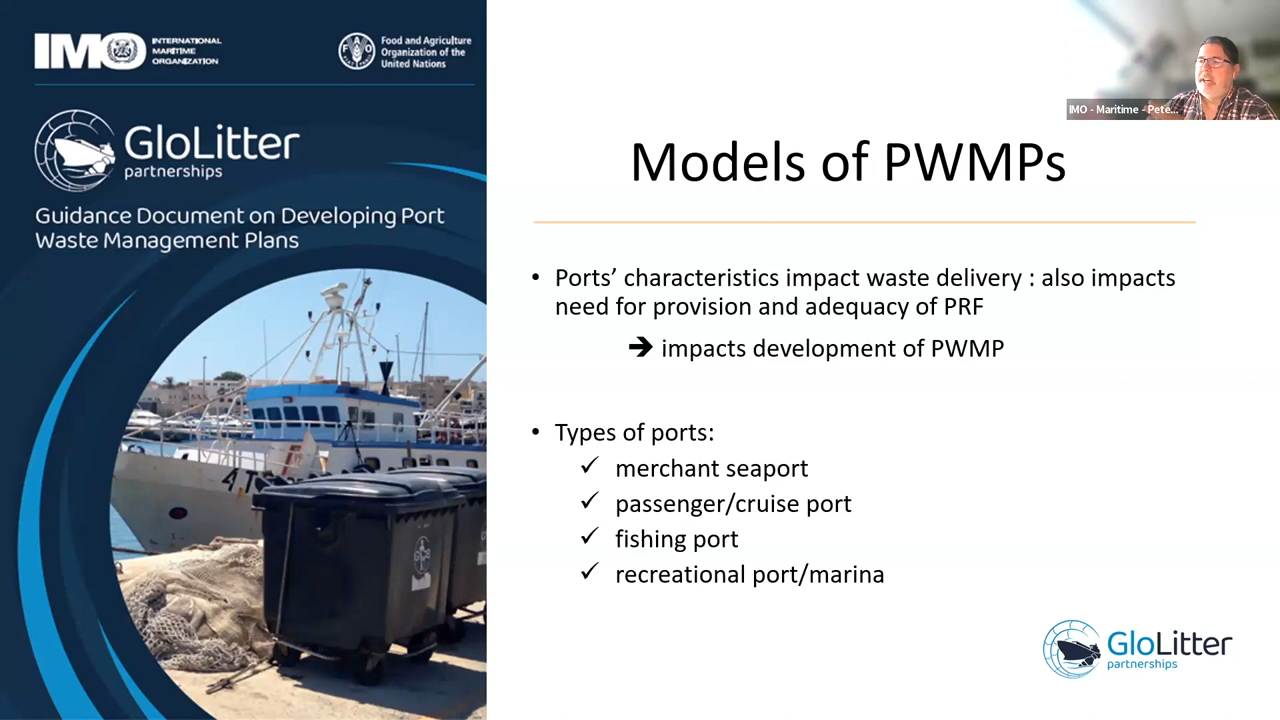 IMO
INTERNATIONAL
MARITIME
ORGANIZATION
Food and Agriculture
Organization of the
United Nations
GloLitter
partnerships
Guidance Document on Developing Port
Waste Management Plans
IMO - Maritime - Pete...
Models of PWMPs
• Ports’ characteristics impact waste delivery : also impacts
need for provision and adequacy of PRF
➔ impacts development of PWMP
• Types of ports:
✓ merchant seaport
✓ passenger/cruise port
✓ fishing port
✓ recreational port/marina
GloLitter
partnerships